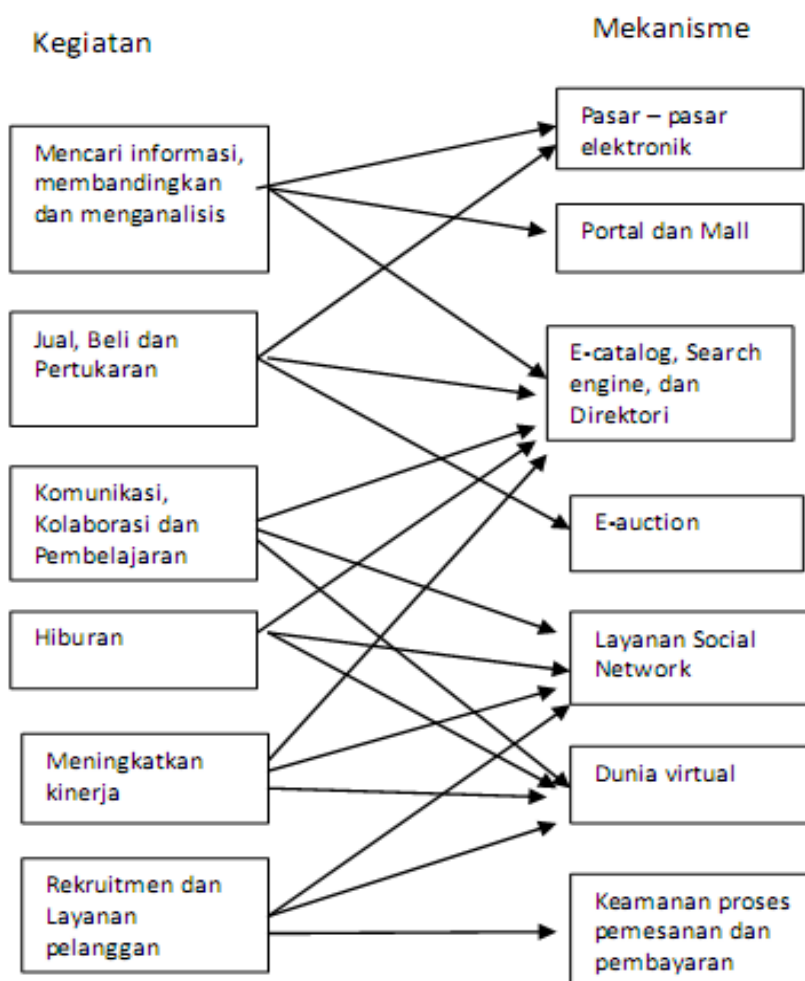 Kegiatan
Mekanisme
Mencari informasi,
membandingkan
dan menganalisis
Jual, Beli dan
Pertukaran
Komunikasi,
Kolaborasi dan
Pembelajaran
Hiburan
Meningkatkan
kinerja
Rekruitmen dan
Layanan
pelanggan
Pasar – pasar
elektronik
Portal dan Mall
E-catalog, Search
engine, dan
Direktori
E-auction
Layanan Social
Network
Dunia virtual
Keamanan proses
pemesanan dan
pembayaran